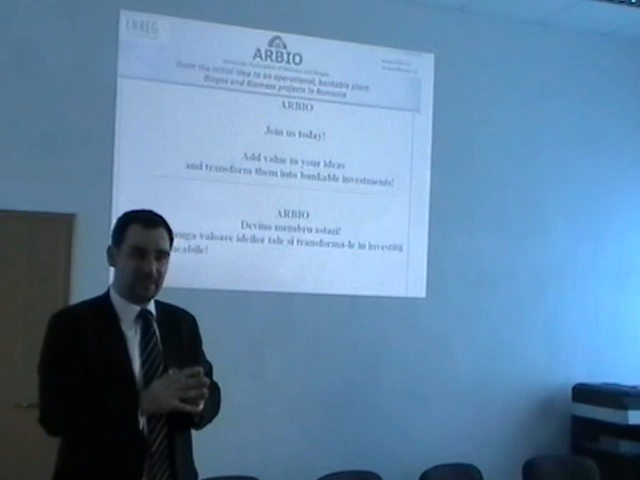 ENREG
ARBIO
from the initial idea to an operational, bankable plant
Biogas and Biomass projects in Romania
ARBIO
Join us today!
Add value to your ideas
and transform them into bankable investments!
ARBIO
Devino membru astazi!
valoare ideilor tale si transforma-le in investitii